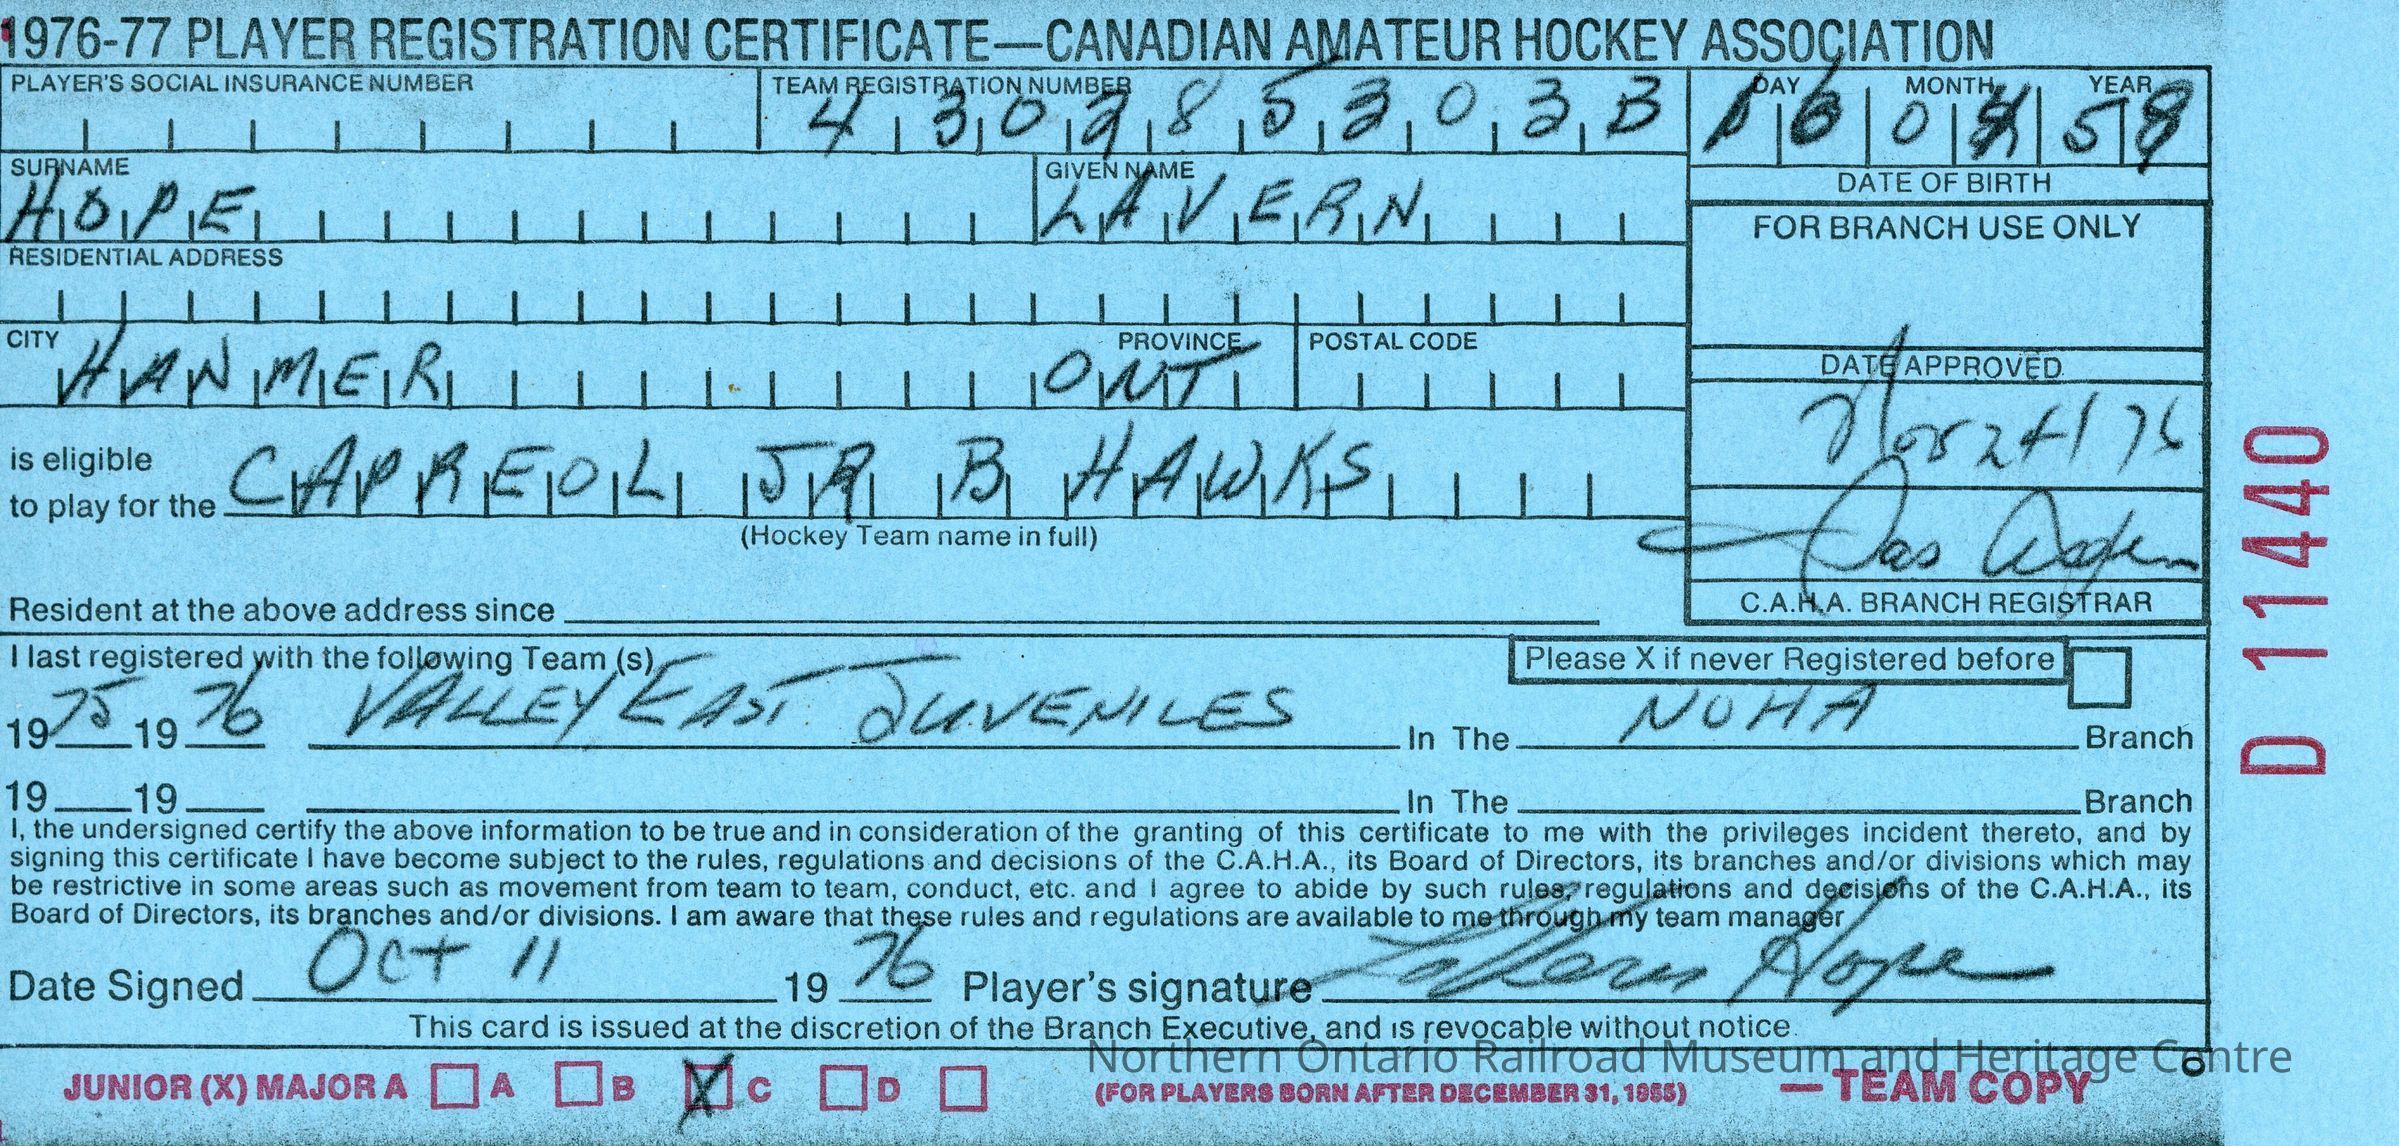 1976-77 PLAYER REGISTRATION CERTIFICATE—CANADIAN AMATEUR HOCKEY ASSOCIATION
PLAYER'S SOCIAL INSURANCE NUMBER
TEAM REGISTRATION NUMBER
DAY MONTH YEAR
DATE OF BIRTH
SURNAME
HOPE
GIVEN NAME
LAVERN
FOR BRANCH USE ONLY
RESIDENTIAL ADDRESS
CITY
HANMER
PROVINCE
ONT
POSTAL CODE
DATE APPROVED
Nov 24/76
is eligible
to play for the CAPREOL JR B HAWKS
(Hockey Team name in full)
C.A.H.A. BRANCH REGISTRAR
D 11440
Resident at the above address since
I last registered with the following Team (s)
Please X if never Registered before
1975 1976 VALLEY EAST JUVENILES In The NOHA Branch
19 19 In The Branch
I, the undersigned certify the above information to be true and in consideration of the granting of this certificate to me with the privileges incident thereto, and by
signing this certificate I have become subject to the rules, regulations and decisions of the C.A.H.A., its Board of Directors, its branches and/or divisions which may
be restrictive in some areas such as movement from team to team, conduct, etc. and I agree to abide by such rules, regulations and decisions of the C.A.H.A., its
Board of Directors, its branches and/or divisions. I am aware that these rules and regulations are available to me through my team manager
Date Signed Oct 11 1976 Player's signature LaVern Hope
This card is issued at the discretion of the Branch Executive, and is revocable without notice.
Northern Ontario Railroad Museum and Heritage Centre
JUNIOR (X) MAJOR A A B X C D (FOR PLAYERS BORN AFTER DECEMBER 31, 1955) — TEAM COPY